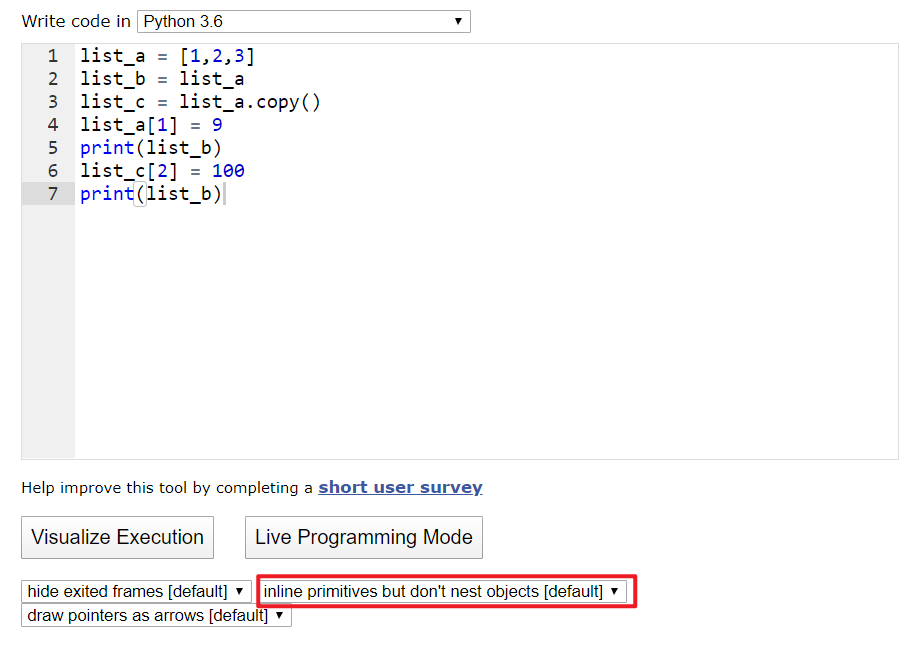 Write code in Python 3.6
1 list_a = [1,2,3]
2 list_b = list_a
3 list_c = list_a.copy()
4 list_a[1] = 9
5 print(list_b)
6 list_c[2] = 100
7 print(list_b)
Help improve this tool by completing a short user survey
Visualize Execution Live Programming Mode
hide exited frames [default] inline primitives but don't nest objects [default]
draw pointers as arrows [default]